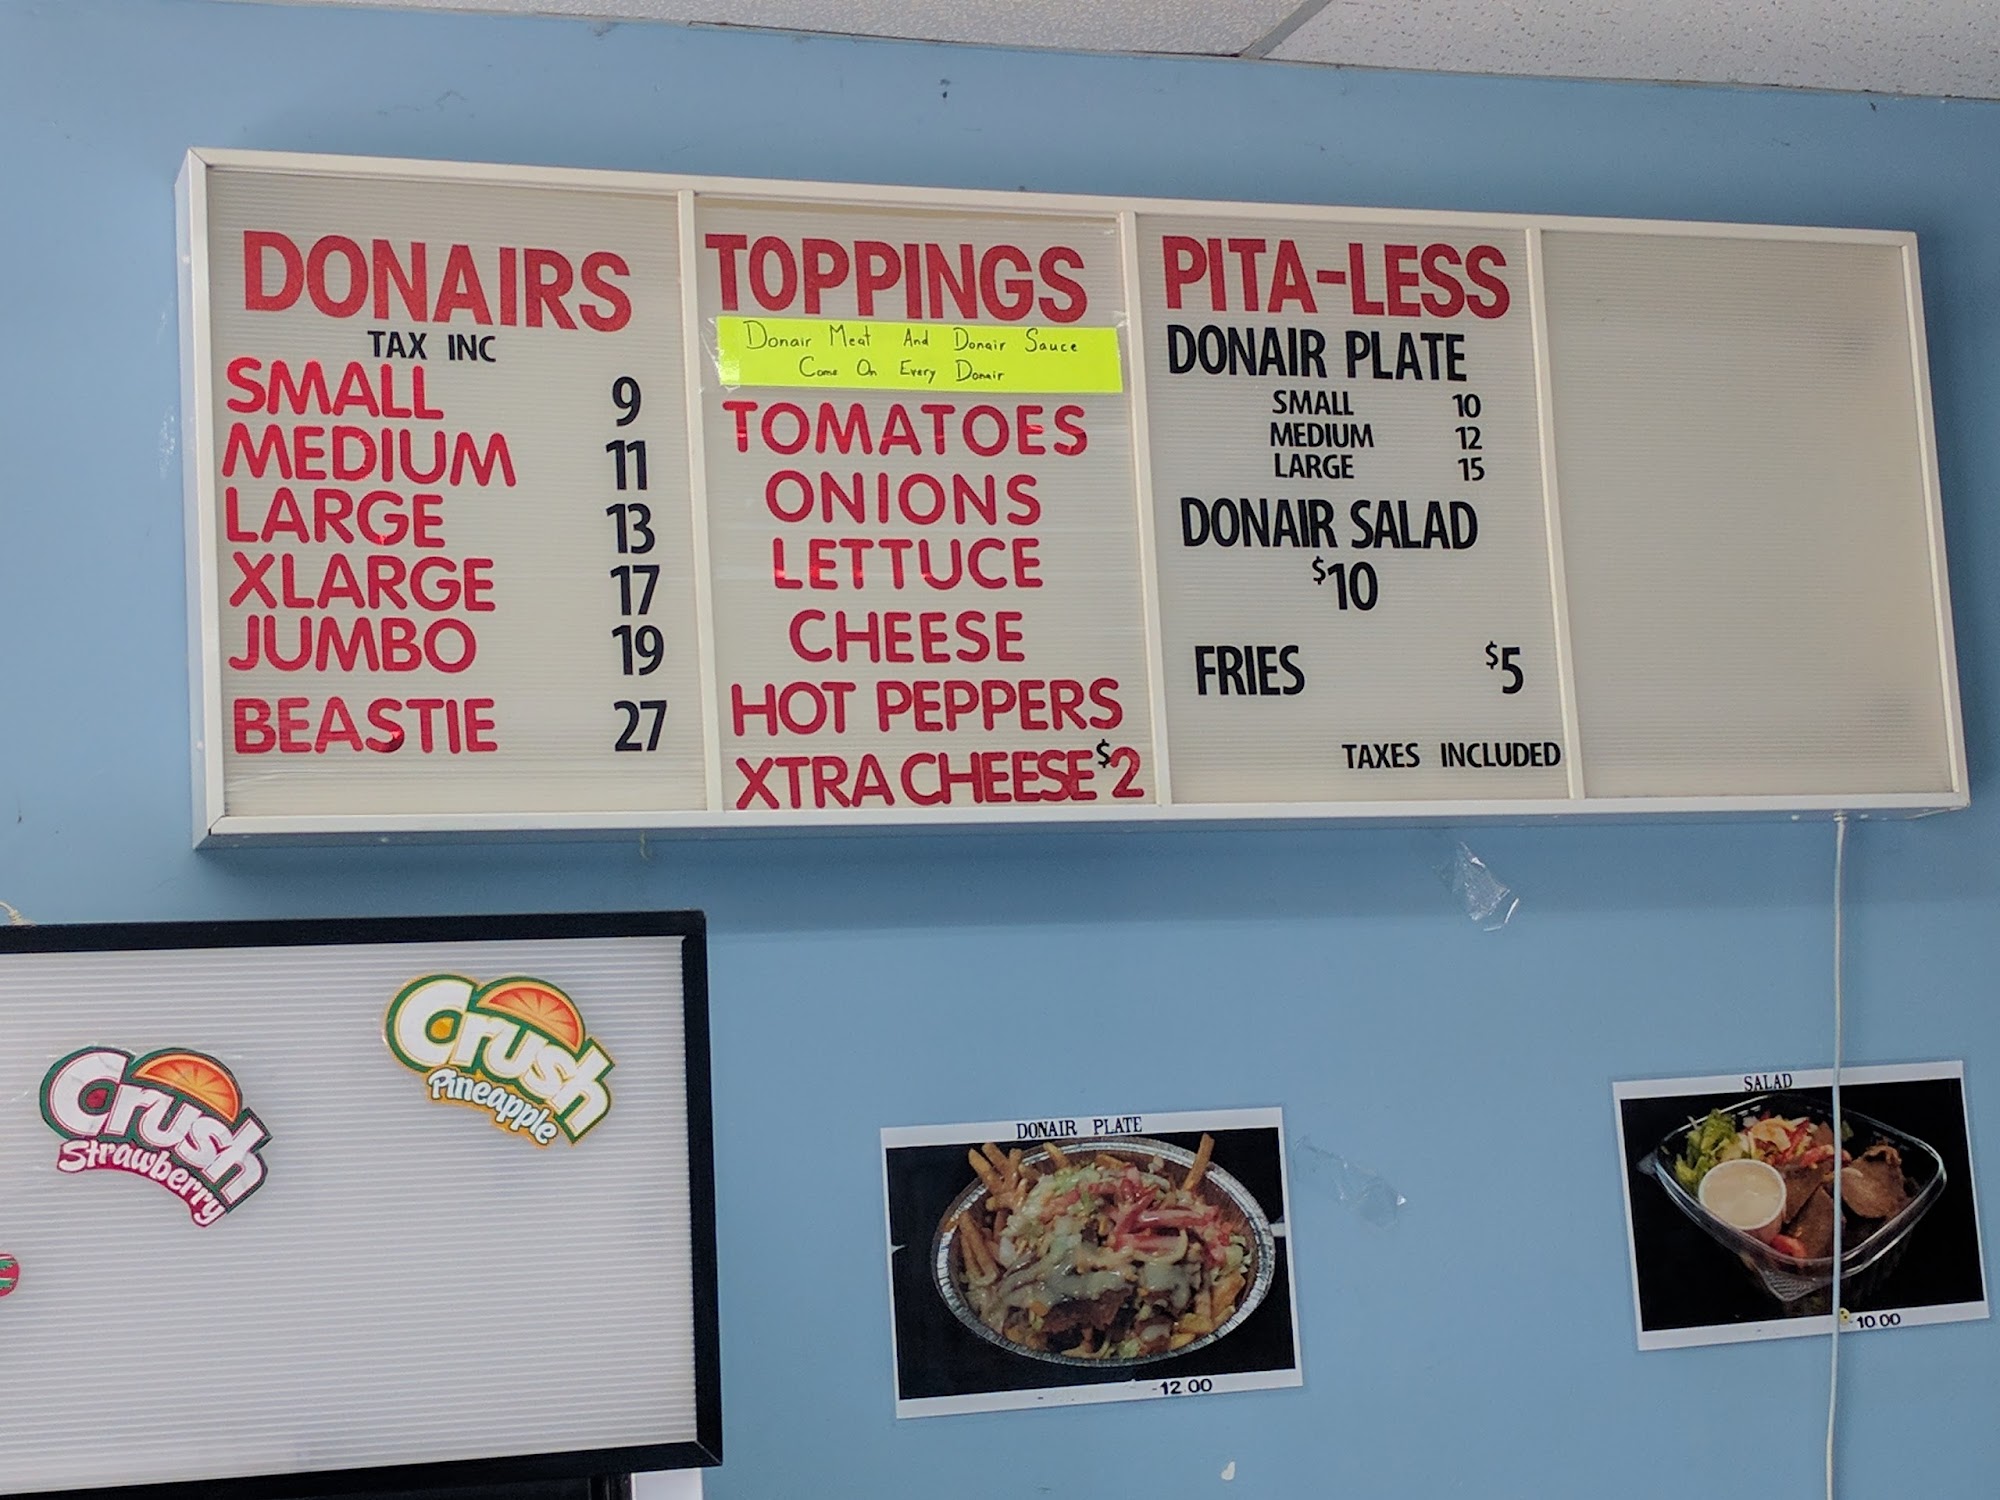 DONAIRS
TAX INC
SMALL 9
MEDIUM 11
LARGE 13
XLARGE 17
JUMBO 19
BEASTIE 27
TOPPINGS
Donair Meat And Donair Sauce
Come On Every Donair
TOMATOES
ONIONS
LETTUCE
CHEESE
HOT PEPPERS
XTRA CHEESE $2
PITA-LESS
DONAIR PLATE
SMALL 10
MEDIUM 12
LARGE 15
DONAIR SALAD
$10
FRIES $5
TAXES INCLUDED
Crush
Strawberry
Crush
Pineapple
DONAIR PLATE
-12.00
SALAD
-10.00